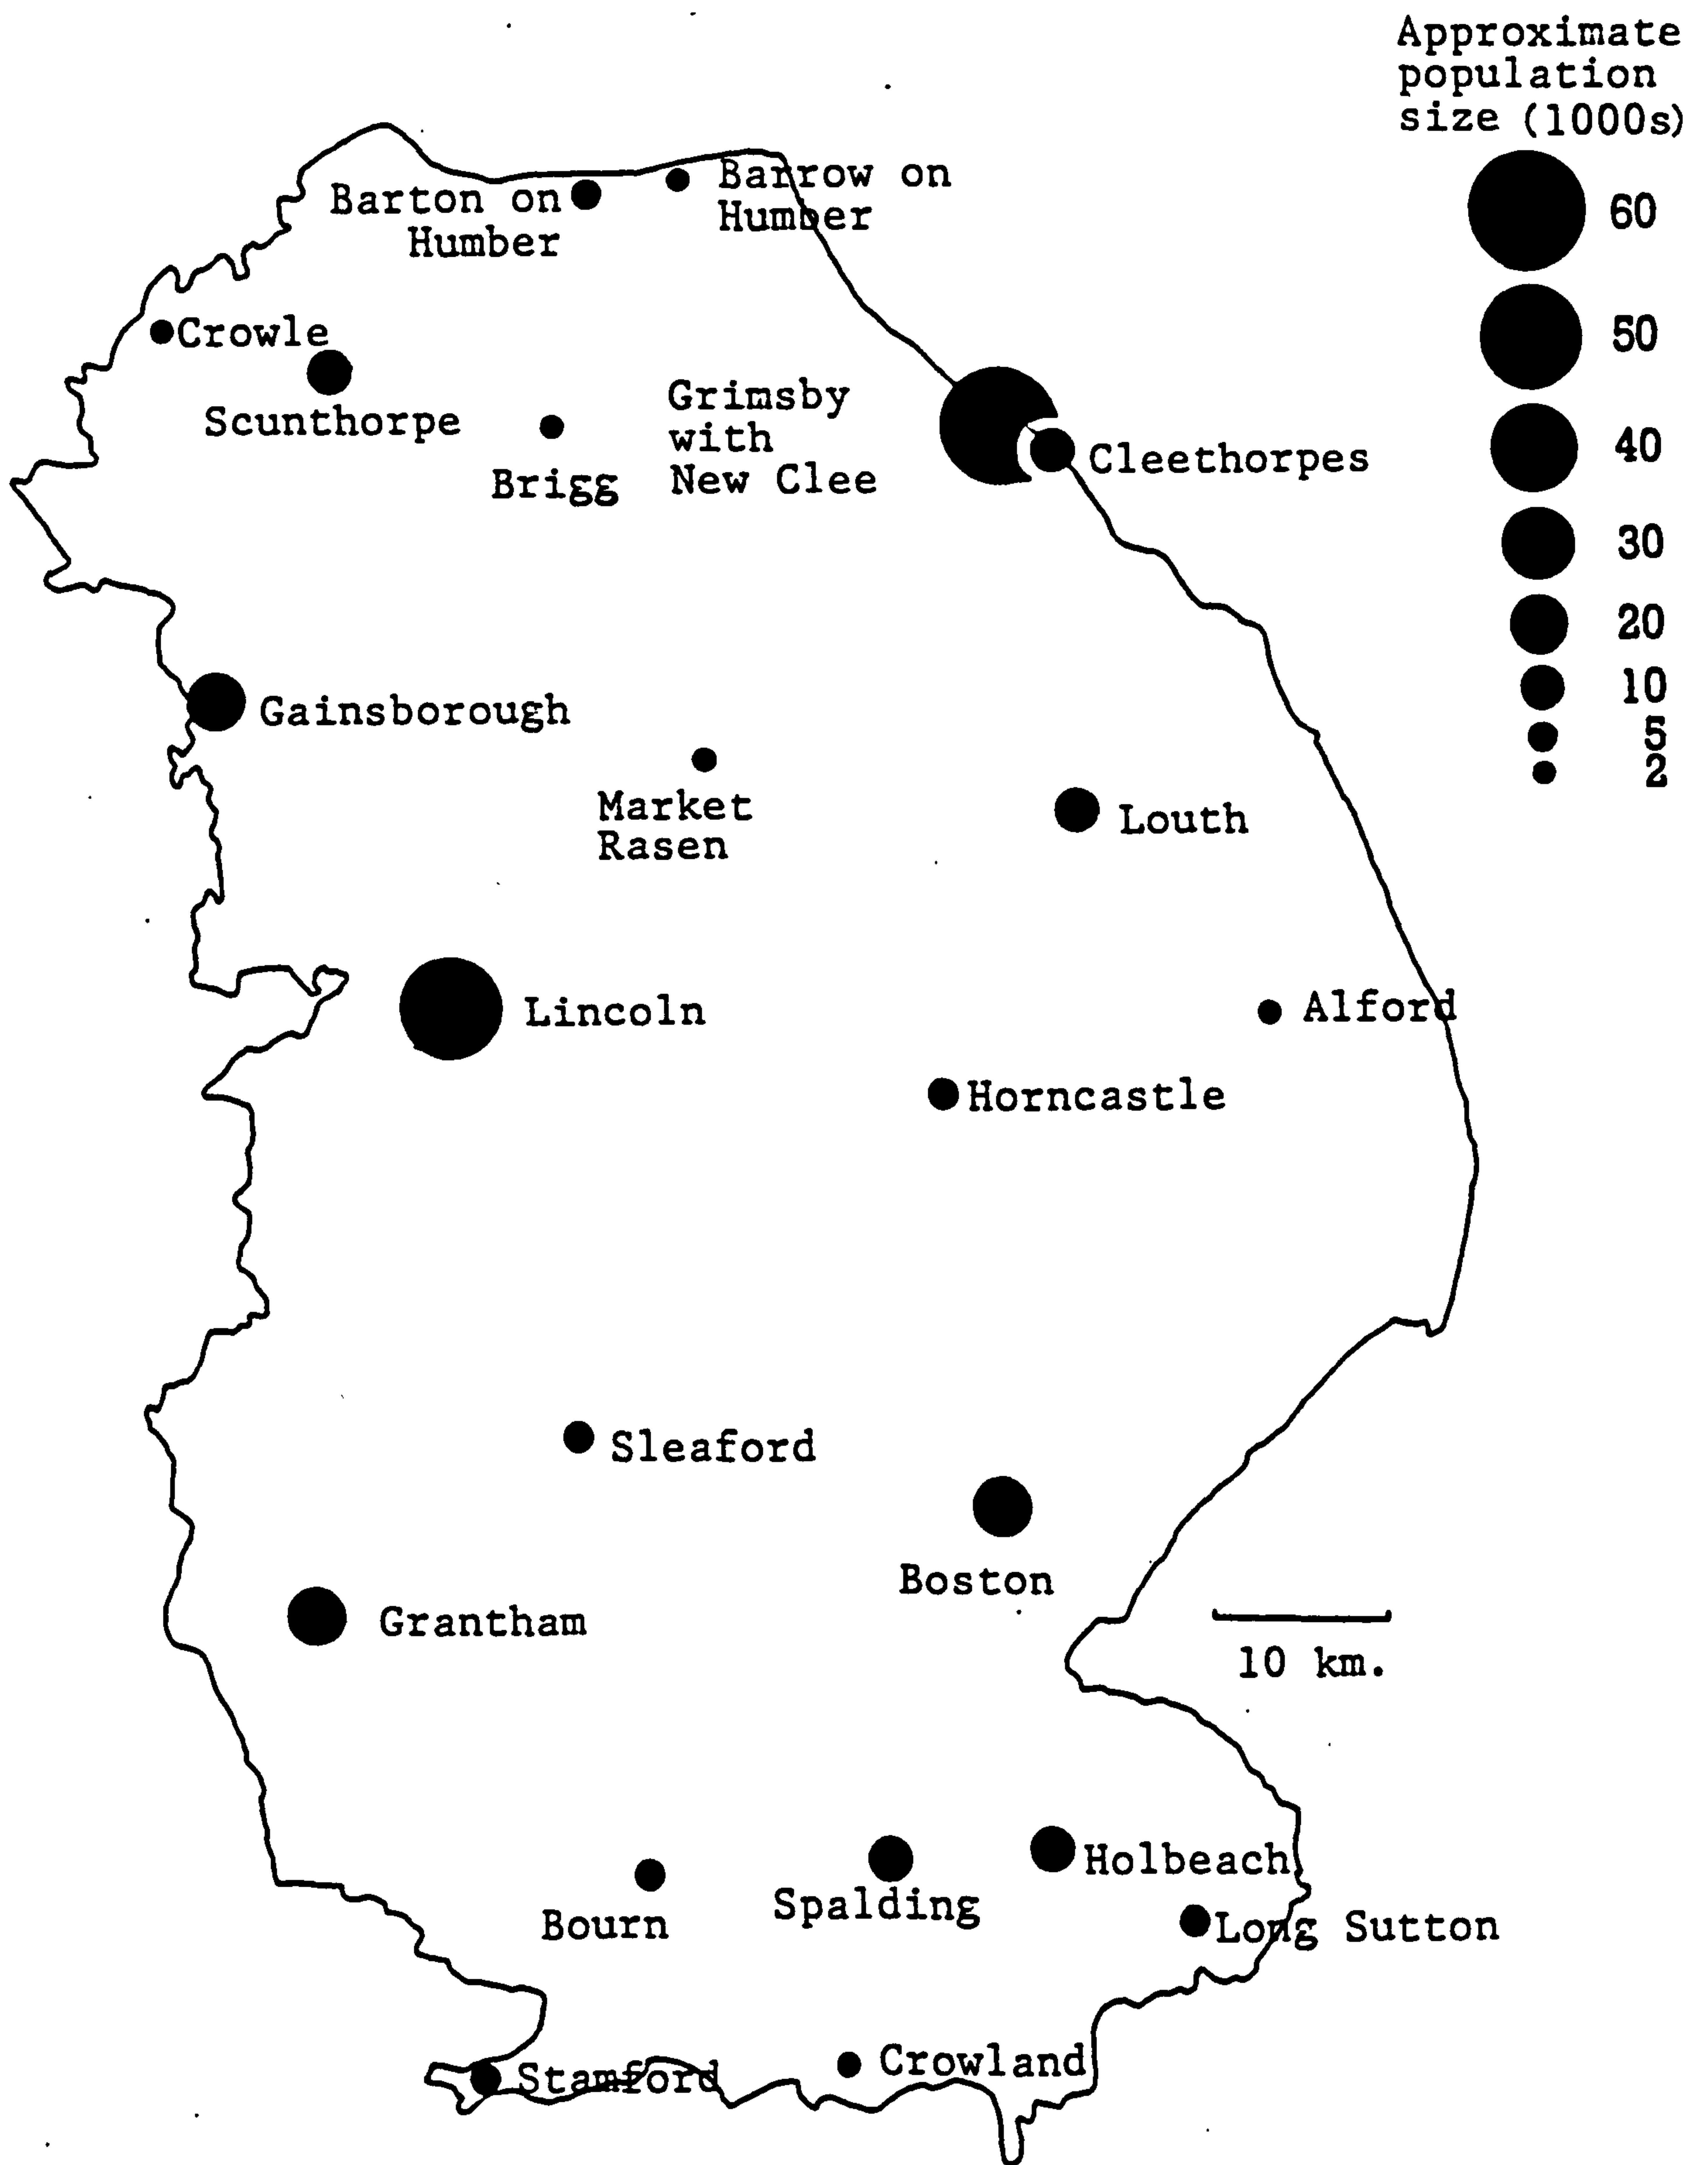 Approximate
population
size (1000s)
60
50
40
30
20
10
5
2
Barton on
Humber
Barrow on
Humber
Crowle
Scunthorpe
Brigg
Grimsby
with
New Clee
Cleethorpes
Gainsborough
Market
Rasen
Louth
Lincoln
Alford
Horncastle
Sleaford
Boston
Grantham
10 km.
Bourn
Spalding
Holbeach
Long Sutton
Stamford
Crowland